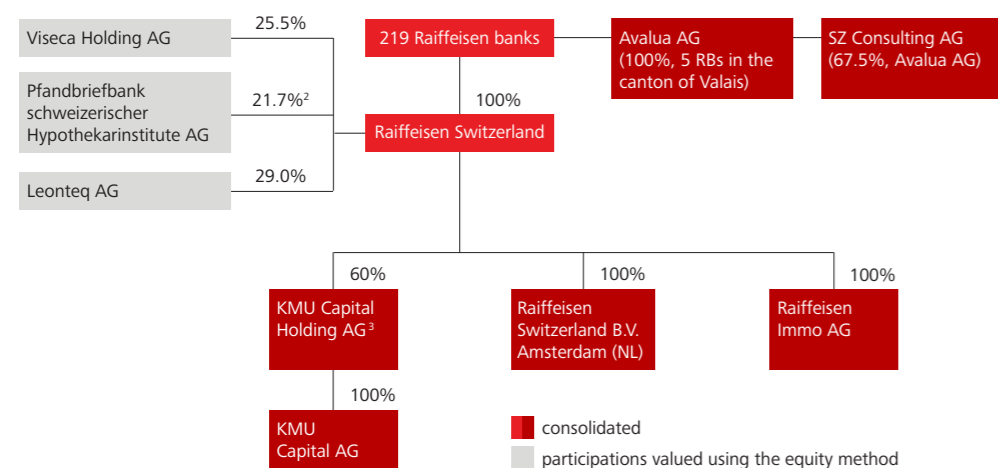 Viseca Holding AG
25.5%
Pfandbriefbank
schweizerischer
Hypothekarinstitute AG
21.7%²
Leonteq AG
29.0%
219 Raiffeisen banks
100%
Raiffeisen Switzerland
Avalua AG
(100%, 5 RBs in the
canton of Valais)
SZ Consulting AG
(67.5%, Avalua AG)
60%
KMU Capital
Holding AG³
100%
KMU
Capital AG
100%
Raiffeisen
Switzerland B.V.
Amsterdam (NL)
100%
Raiffeisen
Immo AG
consolidated
participations valued using the equity method